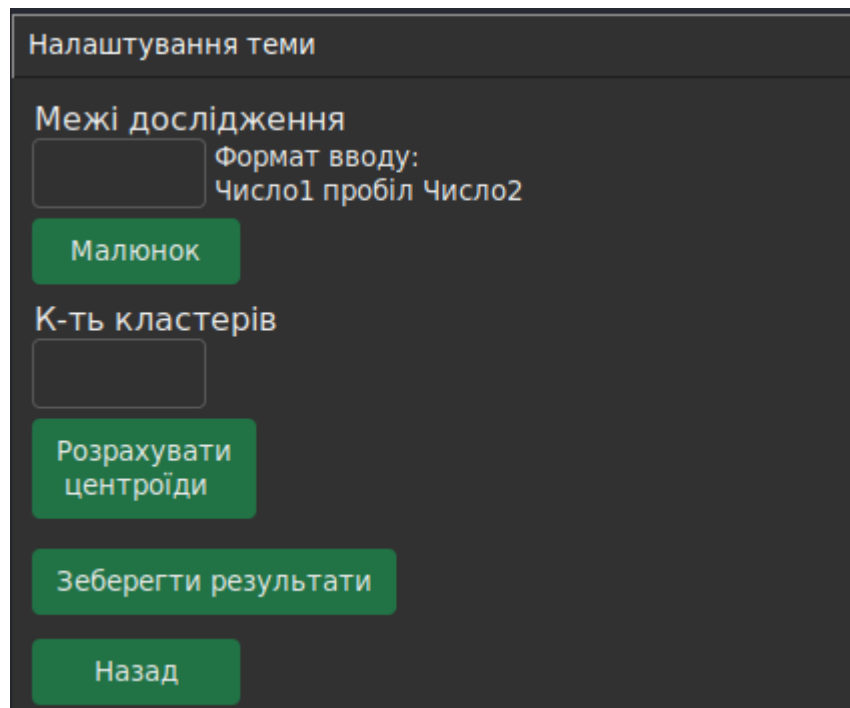 Налаштування теми
Межі дослідження
Формат вводу:
Число1 пробіл Число2
Малюнок
К-ть кластерів
Розрахувати
центроїди
Зеберегти результати
Назад